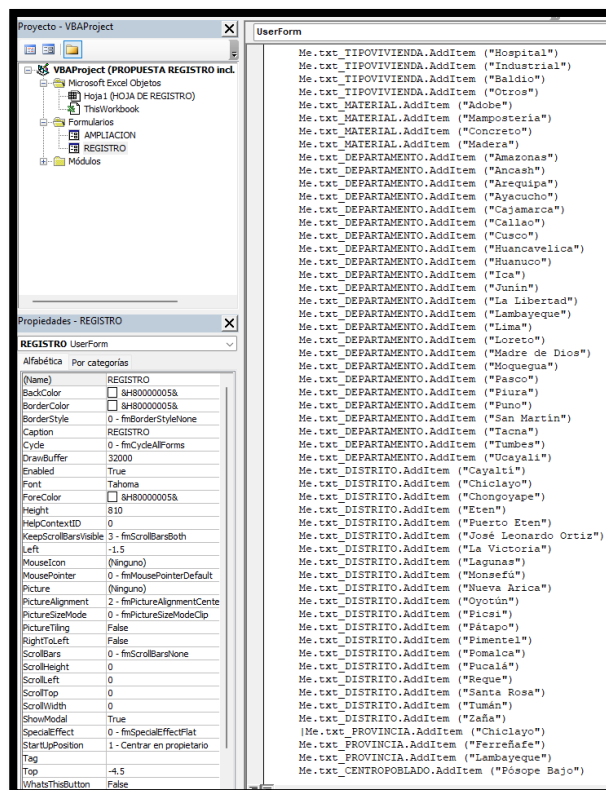 Proyecto - VBAProject
VBAProject (PROPUESTA REGISTRO incl.
Microsoft Excel Objetos
Hoja1 (HOJA DE REGISTRO)
ThisWorkbook
Formularios
AMPLIACION
REGISTRO
Módulos
Propiedades - REGISTRO
REGISTRO UserForm
Alfabética Por categorías
(Name) REGISTRO
BackColor &H80000005&
BorderColor &H80000005&
BorderStyle 0 - fmBorderStyleNone
Caption REGISTRO
Cycle 0 - fmCycleAllForms
DrawBuffer 32000
Enabled True
Font Tahoma
ForeColor &H80000005&
Height 810
HelpContextID 0
KeepScrollBarsVisible 3 - fmScrollBarsBoth
Left -1.5
MouseIcon (Ninguno)
MousePointer 0 - fmMousePointerDefault
Picture (Ninguno)
PictureAlignment 2 - fmPictureAlignmentCente
PictureSizeMode 0 - fmPictureSizeModeClip
PictureTiling False
RightToLeft False
ScrollBars 0 - fmScrollBarsNone
ScrollHeight 0
ScrollLeft 0
ScrollTop 0
ScrollWidth 0
ShowModal True
SpecialEffect 0 - fmSpecialEffectFlat
StartUpPosition 1 - Centrar en propietario
Tag
Top -4.5
WhatsThisButton False
UserForm
Me.txt_TIPOVIVIENDA.AddItem ("Hospital")
Me.txt_TIPOVIVIENDA.AddItem ("Industrial")
Me.txt_TIPOVIVIENDA.AddItem ("Baldio")
Me.txt_TIPOVIVIENDA.AddItem ("Otros")
Me.txt_MATERIAL.AddItem ("Adobe")
Me.txt_MATERIAL.AddItem ("Mampostería")
Me.txt_MATERIAL.AddItem ("Concreto")
Me.txt_MATERIAL.AddItem ("Madera")
Me.txt_DEPARTAMENTO.AddItem ("Amazonas")
Me.txt_DEPARTAMENTO.AddItem ("Ancash")
Me.txt_DEPARTAMENTO.AddItem ("Arequipa")
Me.txt_DEPARTAMENTO.AddItem ("Ayacucho")
Me.txt_DEPARTAMENTO.AddItem ("Cajamarca")
Me.txt_DEPARTAMENTO.AddItem ("Callao")
Me.txt_DEPARTAMENTO.AddItem ("Cusco")
Me.txt_DEPARTAMENTO.AddItem ("Huancavelica")
Me.txt_DEPARTAMENTO.AddItem ("Huanuco")
Me.txt_DEPARTAMENTO.AddItem ("Ica")
Me.txt_DEPARTAMENTO.AddItem ("Junin")
Me.txt_DEPARTAMENTO.AddItem ("La Libertad")
Me.txt_DEPARTAMENTO.AddItem ("Lambayeque")
Me.txt_DEPARTAMENTO.AddItem ("Lima")
Me.txt_DEPARTAMENTO.AddItem ("Loreto")
Me.txt_DEPARTAMENTO.AddItem ("Madre de Dios")
Me.txt_DEPARTAMENTO.AddItem ("Moquegua")
Me.txt_DEPARTAMENTO.AddItem ("Pasco")
Me.txt_DEPARTAMENTO.AddItem ("Piura")
Me.txt_DEPARTAMENTO.AddItem ("Puno")
Me.txt_DEPARTAMENTO.AddItem ("San Martín")
Me.txt_DEPARTAMENTO.AddItem ("Tacna")
Me.txt_DEPARTAMENTO.AddItem ("Tumbes")
Me.txt_DEPARTAMENTO.AddItem ("Ucayali")
Me.txt_DISTRITO.AddItem ("Cayalti")
Me.txt_DISTRITO.AddItem ("Chiclayo")
Me.txt_DISTRITO.AddItem ("Chongoyape")
Me.txt_DISTRITO.AddItem ("Eten")
Me.txt_DISTRITO.AddItem ("Puerto Eten")
Me.txt_DISTRITO.AddItem ("José Leonardo Ortiz")
Me.txt_DISTRITO.AddItem ("La Victoria")
Me.txt_DISTRITO.AddItem ("Lagunas")
Me.txt_DISTRITO.AddItem ("Monsefú")
Me.txt_DISTRITO.AddItem ("Nueva Arica")
Me.txt_DISTRITO.AddItem ("Oyotún")
Me.txt_DISTRITO.AddItem ("Picsi")
Me.txt_DISTRITO.AddItem ("Pátapo")
Me.txt_DISTRITO.AddItem ("Pimentel")
Me.txt_DISTRITO.AddItem ("Pomalca")
Me.txt_DISTRITO.AddItem ("Pucalá")
Me.txt_DISTRITO.AddItem ("Reque")
Me.txt_DISTRITO.AddItem ("Santa Rosa")
Me.txt_DISTRITO.AddItem ("Tumán")
Me.txt_DISTRITO.AddItem ("Zaña")
Me.txt_PROVINCIA.AddItem ("Chiclayo")
Me.txt_PROVINCIA.AddItem ("Ferreñafe")
Me.txt_PROVINCIA.AddItem ("Lambayeque")
Me.txt_CENTROPOBLADO.AddItem ("Pósope Bajo")